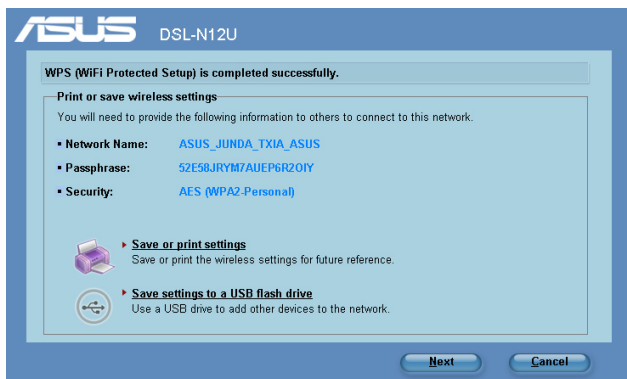 ASUS DSL-N12U
WPS (WiFi Protected Setup) is completed successfully.
Print or save wireless settings
You will need to provide the following information to others to connect to this network.
Network Name: ASUS_JUNDA_TXIA_ASUS
Passphrase: 52E58JRYM7AUEP6R2OIY
Security: AES (WPA2-Personal)
Save or print settings
Save or print the wireless settings for future reference.
Save settings to a USB flash drive
Use a USB drive to add other devices to the network.
Next Cancel